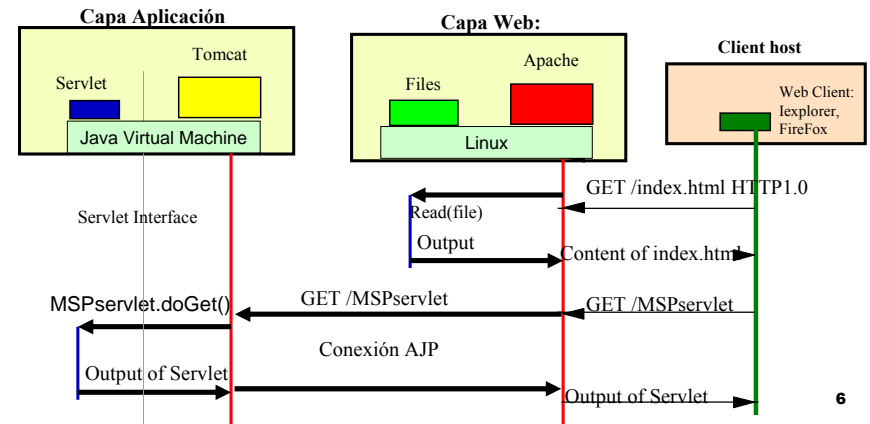 Capa Aplicación
Capa Web:
Client host
Tomcat
Servlet
Java Virtual Machine
Apache
Files
Linux
Web Client:
Iexplorer,
FireFox
GET /index.html HTTP1.0
Servlet Interface
Read(file)
Output
Content of index.html
MSPservlet.doGet()
GET /MSPservlet
GET /MSPservlet
Conexión AJP
Output of Servlet
Output of Servlet
6